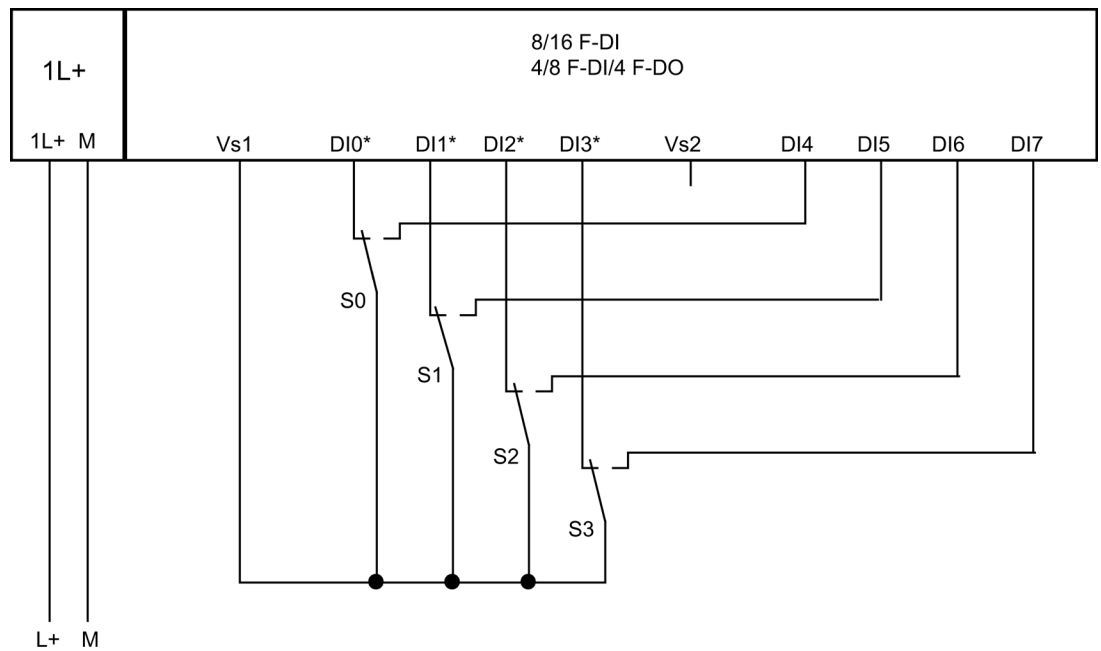 8/16 F-DI
4/8 F-DI/4 F-DO
1L+
1L+ M Vs1 DI0* DI1* DI2* DI3* Vs2 DI4 DI5 DI6 DI7
S0
S1
S2
S3
L+ M